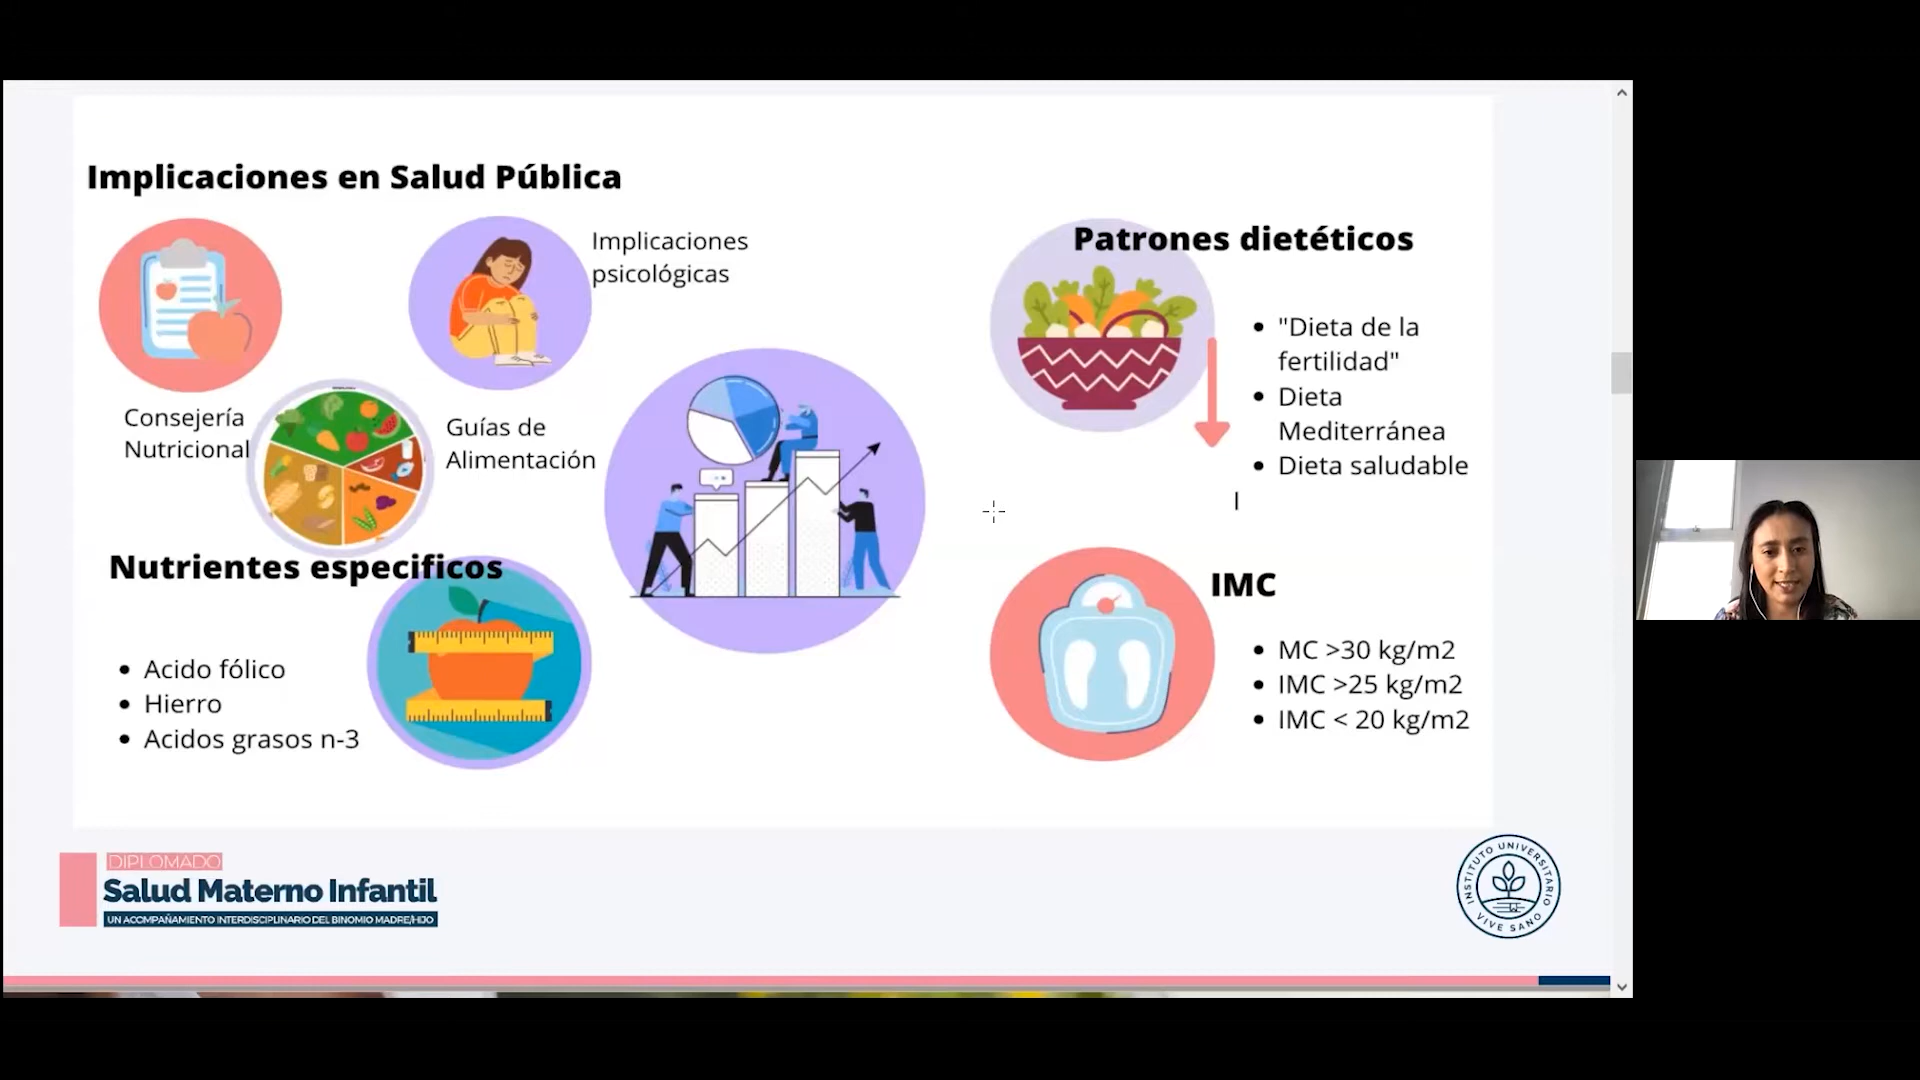 Implicaciones en Salud Pública
Implicaciones
psicológicas
Consejería
Nutricional
Guías de
Alimentación
Nutrientes especificos
• Acido fólico
• Hierro
• Acidos grasos n-3
Patrones dietéticos
• "Dieta de la
fertilidad"
• Dieta
Mediterránea
• Dieta saludable
IMC
• MC >30 kg/m2
• IMC >25 kg/m2
• IMC < 20 kg/m2
DIPLOMADO
Salud Materno Infantil
UN ACOMPAÑAMIENTO INTERDISCIPLINARIO DEL BINOMIO MADRE/HIJO
INSTITUTO UNIVERSITARIO
VIVE SANO